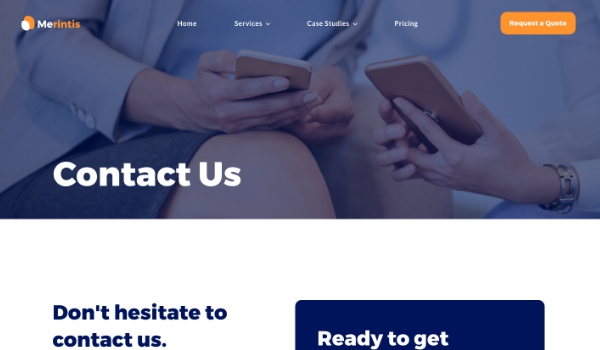 Merintis
Home
Services
Case Studies
Pricing
Request a Quote
Contact Us
Don't hesitate to
contact us.
Ready to get